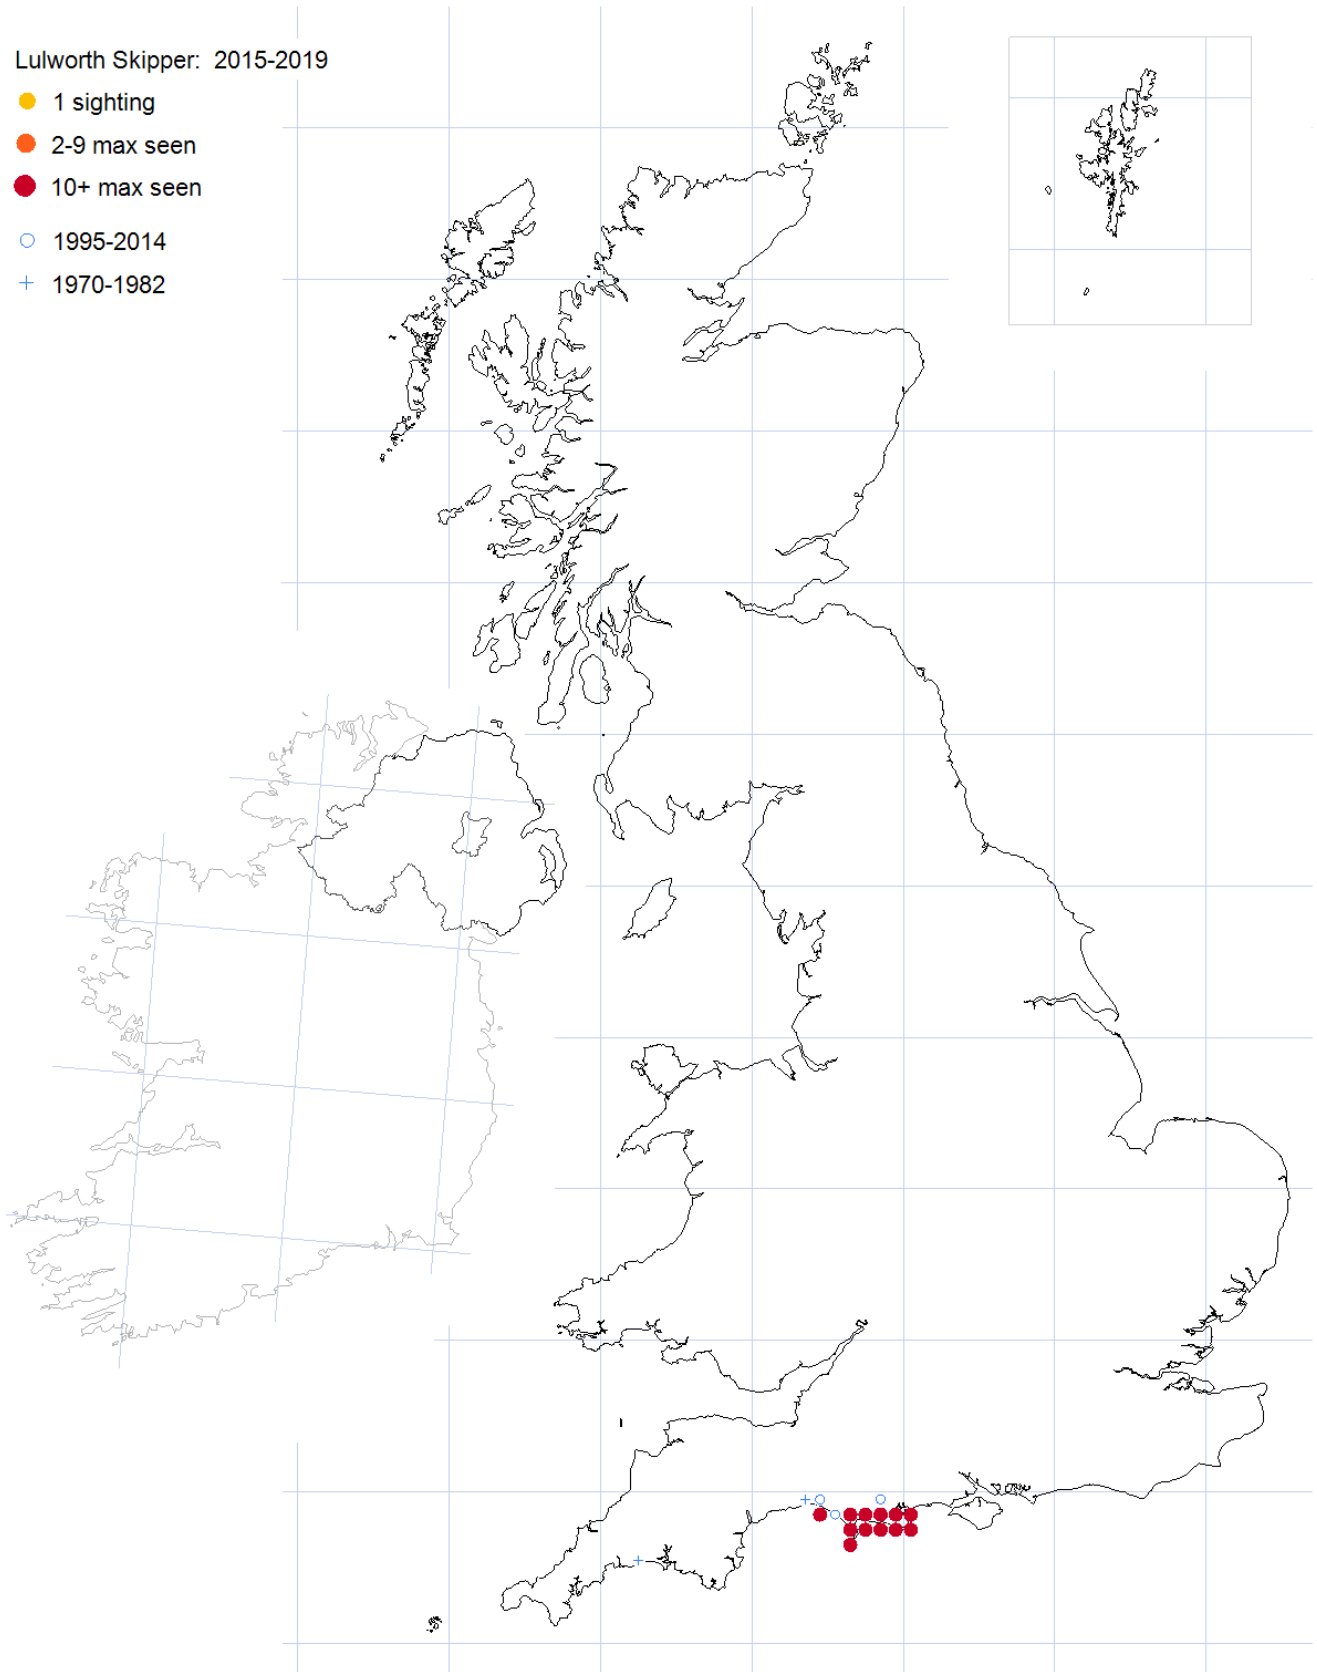 Lulworth Skipper: 2015-2019
1 sighting
2-9 max seen
10+ max seen
1995-2014
1970-1982